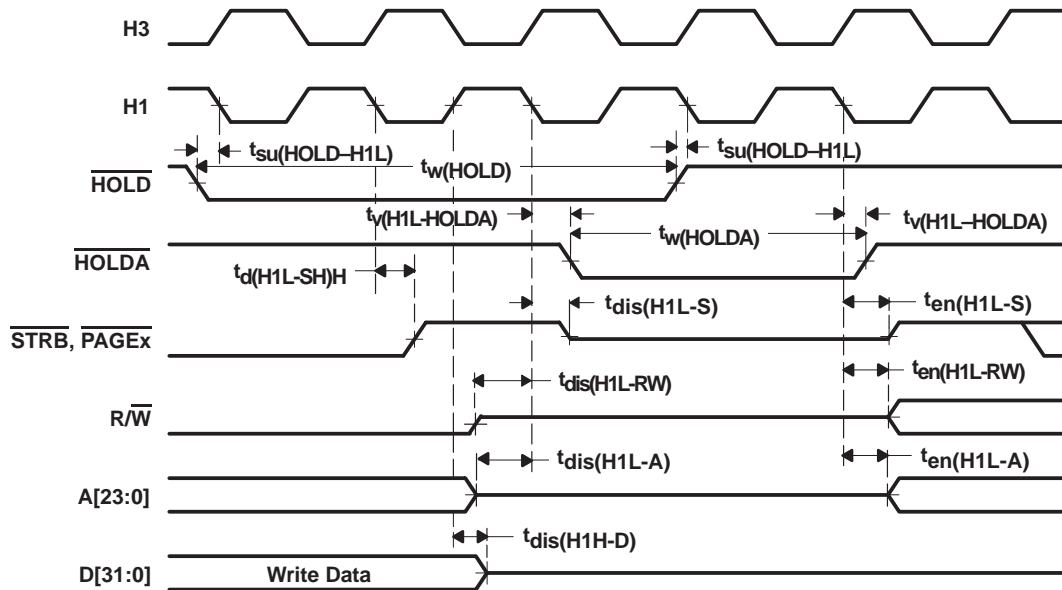 H3
H1
tsu(HOLD–H1L)
tsu(HOLD–H1L)
tw(HOLD)
HOLD
tv(H1L-HOLDA)
tv(H1L–HOLDA)
tw(HOLDA)
HOLDA
td(H1L-SH)H
tdis(H1L-S)
ten(H1L-S)
STRB, PAGEx
tdis(H1L-RW)
ten(H1L-RW)
R/W
tdis(H1L-A)
ten(H1L-A)
A[23:0]
tdis(H1H-D)
D[31:0]
Write Data